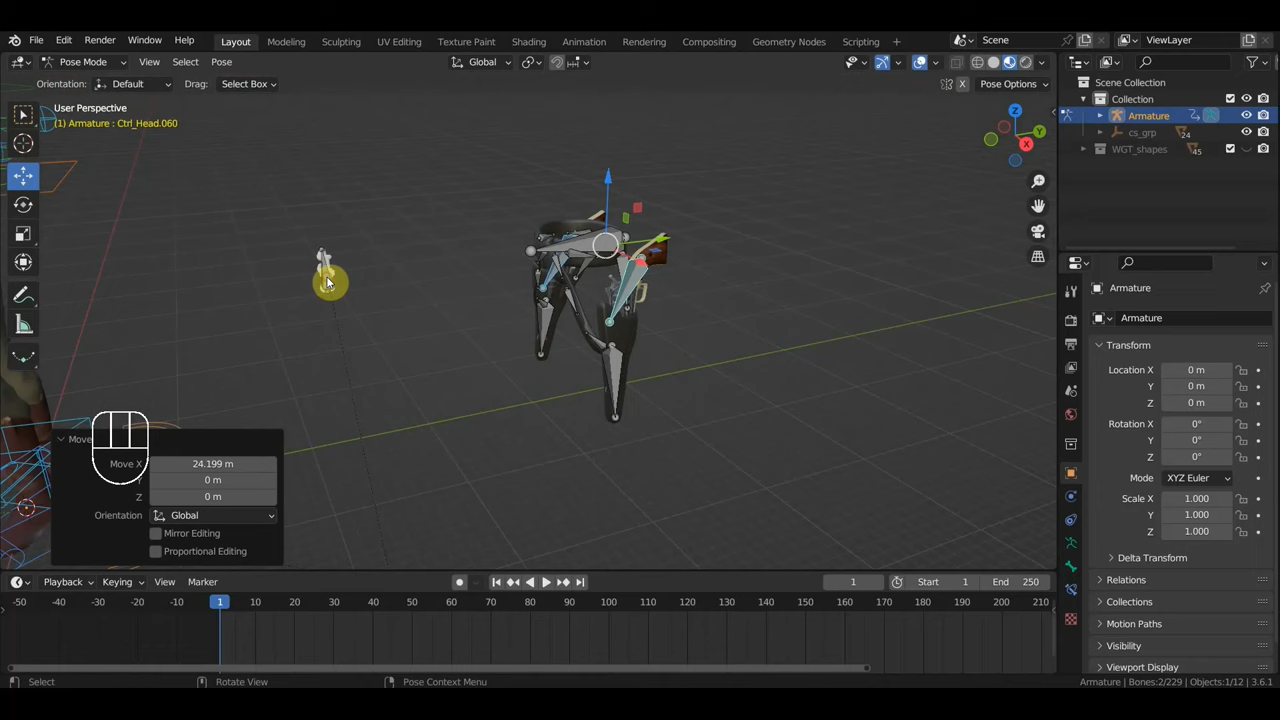 File Edit Render Window Help
Layout Modeling Sculpting UV Editing Texture Paint Shading Animation Rendering Compositing Geometry Nodes Scripting +
Scene
ViewLayer
Pose Mode View Select Pose
Global
Orientation: Default Drag: Select Box
X Pose Options
User Perspective
(1) Armature : Ctrl_Head.060
Z
Y
X
Scene Collection
Collection
Armature
cs_grp 24
WGT_shapes 45
Armature
Armature
Transform
Location X 0 m
Y 0 m
Z 0 m
Rotation X 0°
Y 0°
Z 0°
Mode XYZ Euler
Scale X 1.000
Y 1.000
Z 1.000
Delta Transform
Relations
Collections
Motion Paths
Visibility
Viewport Display
Move
Move X 24.199 m
0 m
Z 0 m
Orientation Global
Mirror Editing
Proportional Editing
Playback Keying View Marker
1 Start 1 End 250
-50 -40 -30 -20 -10 1 10 20 30 40 50 60 70 80 90 100 110 120 130 140 150 160 170 180 190 200 210
Select Rotate View Pose Context Menu
Armature | Bones:2/229 | Objects:1/12 | 3.6.1